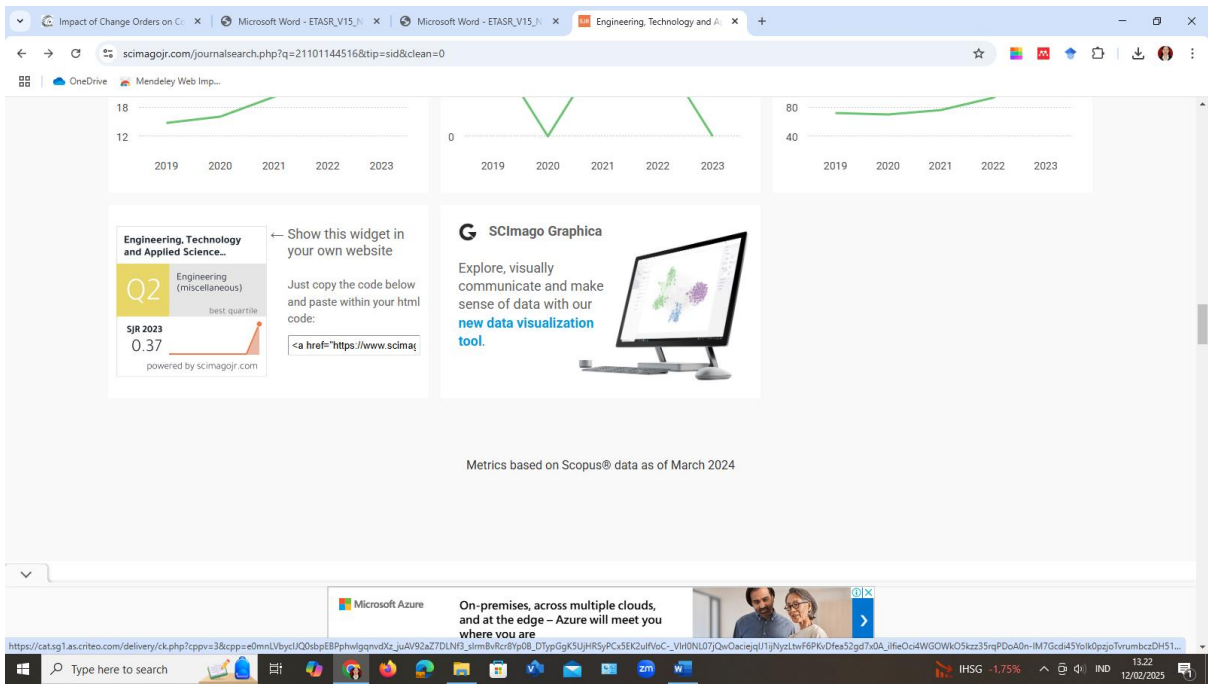 Impact of Change Orders on Co
Microsoft Word - ETASR_V15_N
Microsoft Word - ETASR_V15_N
SJR Engineering, Technology and Ap
scimagojr.com/journalsearch.php?q=21101144516&tip=sid&clean=0
OneDrive
Mendeley Web Imp...
18
12
2019 2020 2021 2022 2023
0
2019 2020 2021 2022 2023
80
40
2019 2020 2021 2022 2023
Engineering, Technology
and Applied Science...
Q2
Engineering
(miscellaneous)
best quartile
SJR 2023
0.37
powered by scimagojr.com
← Show this widget in
your own website
Just copy the code below
and paste within your html
code:
<a href="https://www.scimag
SCImago Graphica
Explore, visually
communicate and make
sense of data with our
new data visualization
tool.
Metrics based on Scopus® data as of March 2024
Microsoft Azure
On-premises, across multiple clouds,
and at the edge – Azure will meet you
where you are
Type here to search
zm
IHSG -1,75%
IND
13.22
12/02/2025